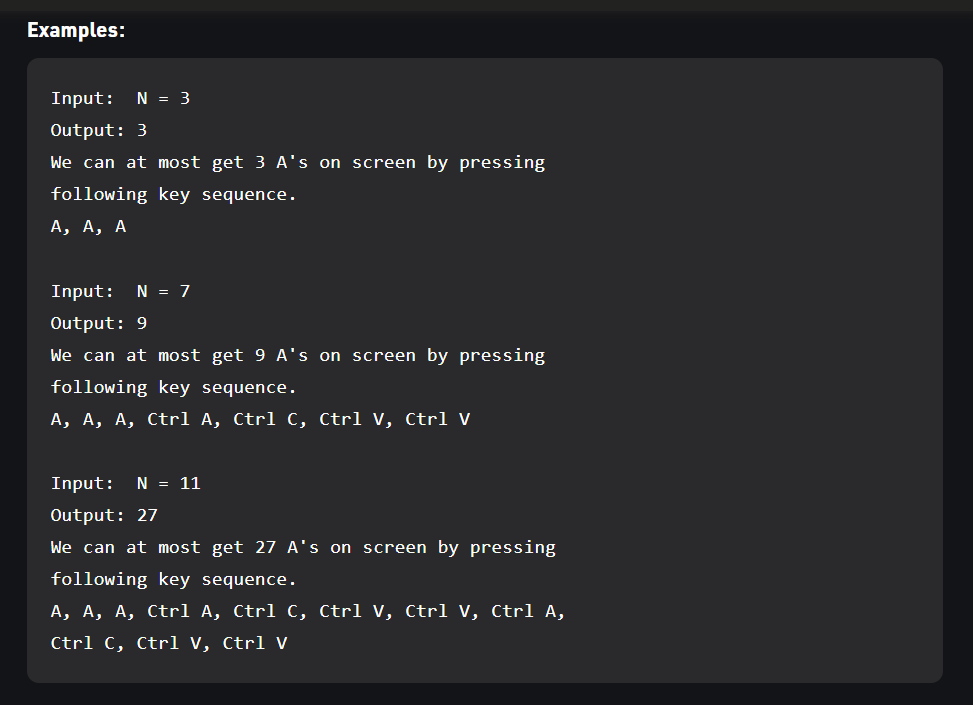 Examples:
Input:  N = 3
Output: 3
We can at most get 3 A's on screen by pressing
following key sequence.
A, A, A
Input:  N = 7
Output: 9
We can at most get 9 A's on screen by pressing
following key sequence.
A, A, A, Ctrl A, Ctrl C, Ctrl V, Ctrl V
Input:  N = 11
Output: 27
We can at most get 27 A's on screen by pressing
following key sequence.
A, A, A, Ctrl A, Ctrl C, Ctrl V, Ctrl V, Ctrl A,
Ctrl C, Ctrl V, Ctrl V